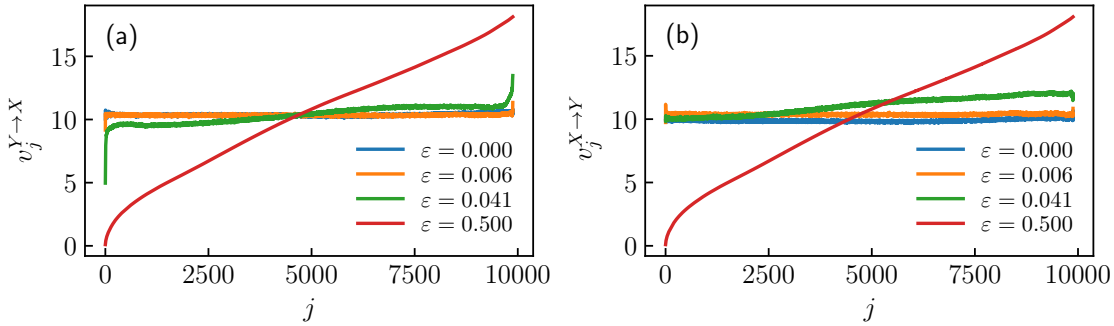 (a)
15
10
5
0
v_j^{Y→X}
ε = 0.000
ε = 0.006
ε = 0.041
ε = 0.500
0 2500 5000 7500 10000
j
(b)
15
10
5
0
v_j^{X→Y}
ε = 0.000
ε = 0.006
ε = 0.041
ε = 0.500
0 2500 5000 7500 10000
j